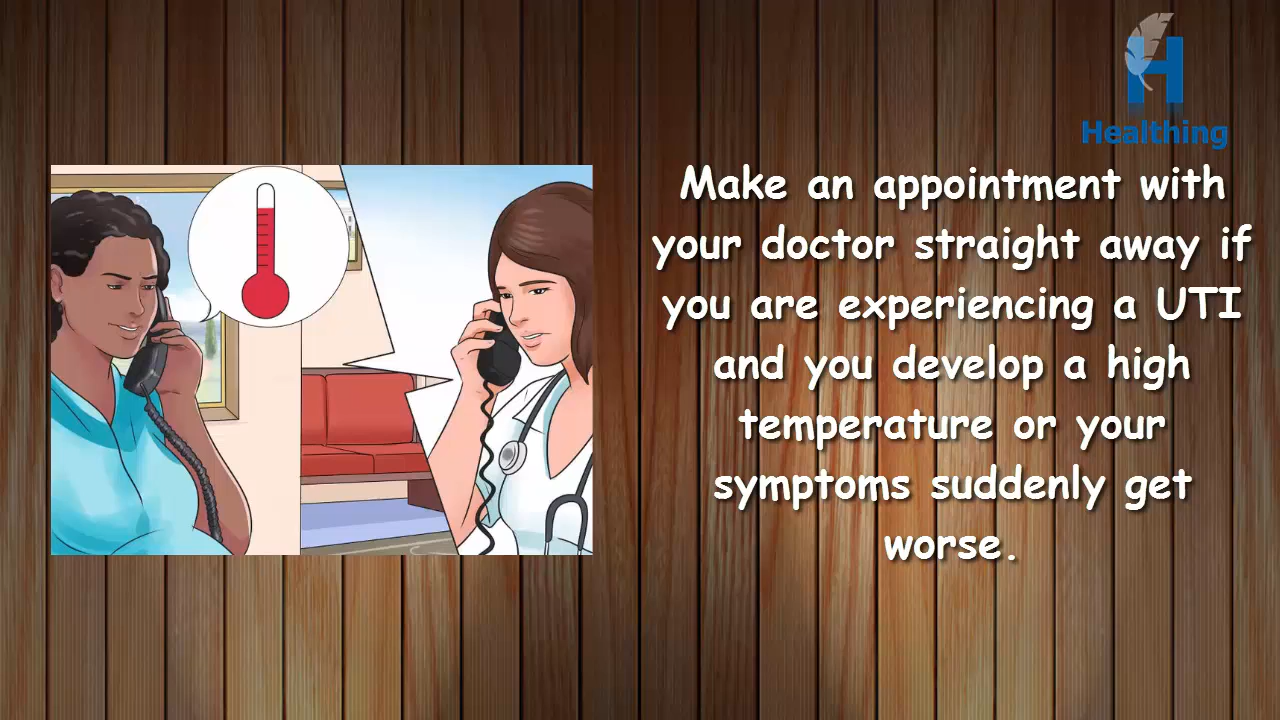 H
Healthing
Make an appointment with
your doctor straight away if
you are experiencing a UTI
and you develop a high
temperature or your
symptoms suddenly get
worse.